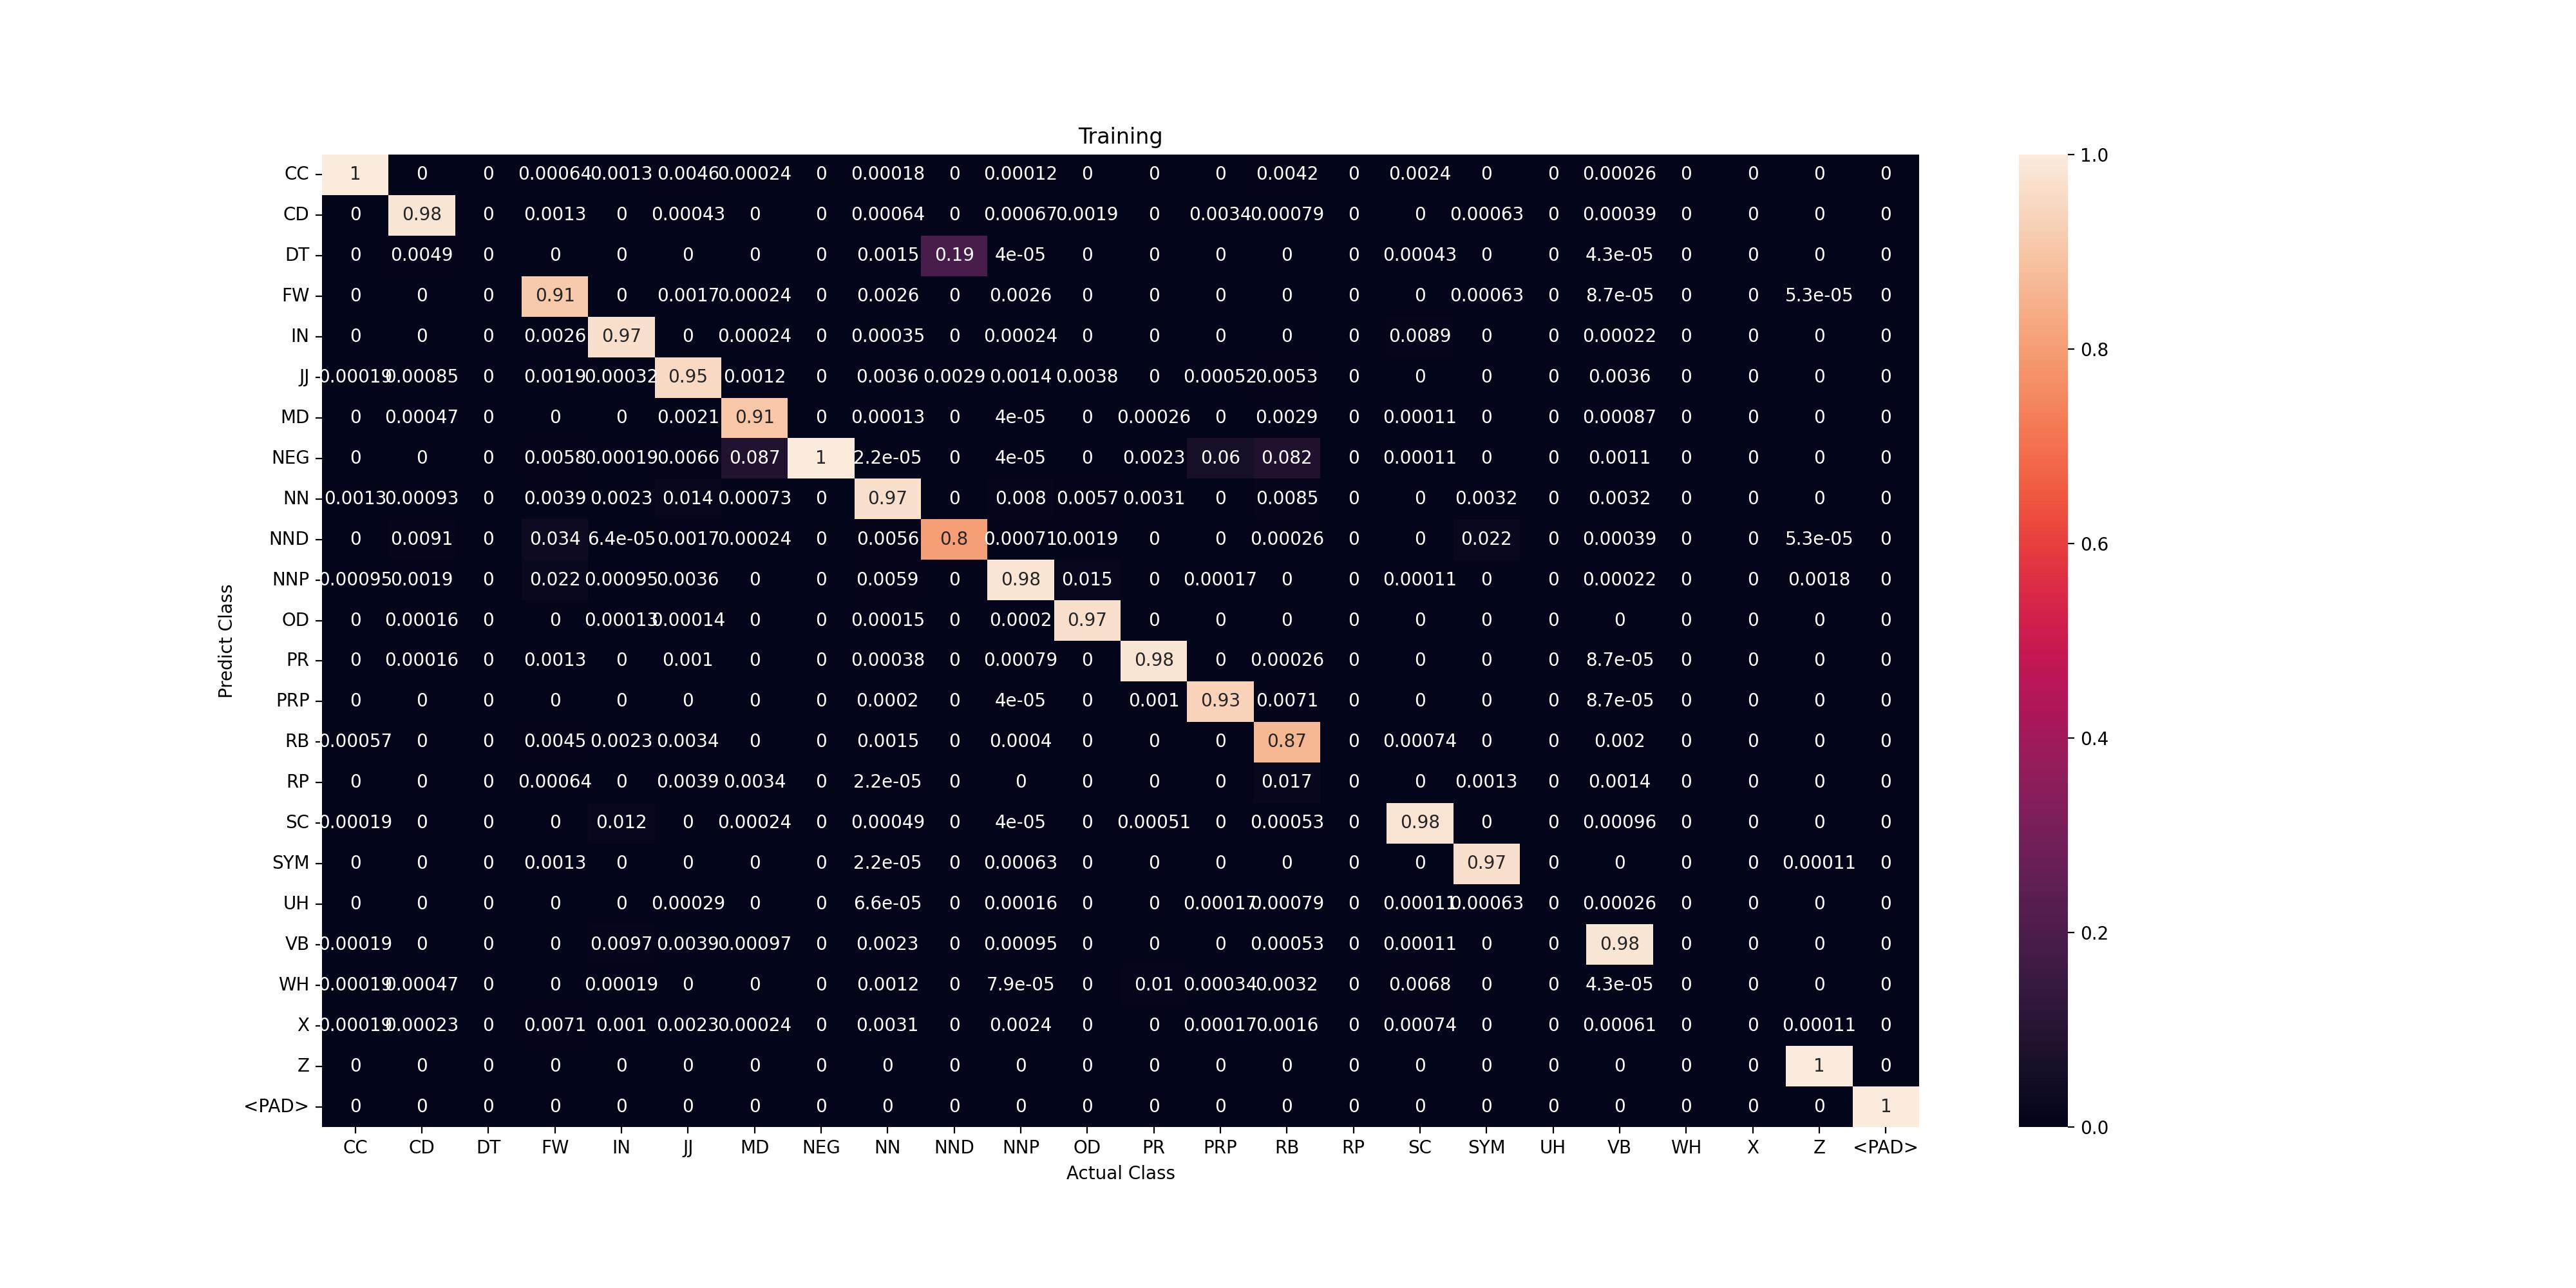 Training
CC 1 0 0 0.00064 0.0013 0.0046 0.00024 0 0.00018 0 0.00012 0 0 0 0.0042 0 0.0024 0 0 0.00026 0 0 0 0 1.0
CD 0 0.98 0 0.0013 0 0.00043 0 0 0.00064 0 0.00067 0.0019 0 0.0034 0.00079 0 0 0.00063 0 0.00039 0 0 0 0
DT 0 0.0049 0 0 0 0 0 0 0.0015 0.19 4e-05 0 0 0 0 0 0.00043 0 0 4.3e-05 0 0 0 0
FW 0 0 0 0.91 0 0.0017 0.00024 0 0.0026 0 0.0026 0 0 0 0 0 0 0.00063 0 8.7e-05 0 0 5.3e-05 0
IN 0 0 0 0.0026 0.97 0 0.00024 0 0.00035 0 0.00024 0 0 0 0 0 0.0089 0 0 0.00022 0 0 0 0 0.8
JJ 0.00019 0.00085 0 0.0019 0.00032 0.95 0.0012 0 0.0036 0.0029 0.0014 0.0038 0 0.00052 0.0053 0 0 0 0 0.0036 0 0 0 0
MD 0 0.00047 0 0 0 0.0021 0.91 0 0.00013 0 4e-05 0 0.00026 0 0.0029 0 0.00011 0 0 0.00087 0 0 0 0
NEG 0 0 0 0.0058 0.00019 0.0066 0.087 1 2.2e-05 0 4e-05 0 0.0023 0.06 0.082 0 0.00011 0 0 0.0011 0 0 0 0
NN 0.0013 0.00093 0 0.0039 0.0023 0.014 0.00073 0 0.97 0 0.008 0.0057 0.0031 0 0.0085 0 0 0.0032 0 0.0032 0 0 0 0
NND 0 0.0091 0 0.034 6.4e-05 0.0017 0.00024 0 0.0056 0.8 0.00071 0.0019 0 0 0.00026 0 0 0.022 0 0.00039 0 0 5.3e-05 0 0.6
NNP 0.00095 0.0019 0 0.022 0.00095 0.0036 0 0 0.0059 0 0.98 0.015 0 0.00017 0 0 0.00011 0 0 0.00022 0 0 0.0018 0
OD 0 0.00016 0 0 0.00013 0.00014 0 0 0.00015 0 0.0002 0.97 0 0 0 0 0 0 0 0 0 0 0 0
PR 0 0.00016 0 0.0013 0 0.001 0 0 0.00038 0 0.00079 0 0.98 0 0.00026 0 0 0 0 8.7e-05 0 0 0 0
PRP 0 0 0 0 0 0 0 0 0.0002 0 4e-05 0 0.001 0.93 0.0071 0 0 0 0 8.7e-05 0 0 0 0
RB 0.00057 0 0 0.0045 0.0023 0.0034 0 0 0.0015 0 0.0004 0 0 0 0.87 0 0.00074 0 0 0.002 0 0 0 0 0.4
RP 0 0 0 0.00064 0 0.0039 0.0034 0 2.2e-05 0 0 0 0 0 0.017 0 0 0.0013 0 0.0014 0 0 0 0
SC 0.00019 0 0 0 0.012 0 0.00024 0 0.00049 0 4e-05 0 0.00051 0 0.00053 0 0.98 0 0 0.00096 0 0 0 0
SYM 0 0 0 0.0013 0 0 0 0 2.2e-05 0 0.00063 0 0 0 0 0 0 0.97 0 0 0 0 0.00011 0
UH 0 0 0 0 0 0.00029 0 0 6.6e-05 0 0.00016 0 0 0.00017 0.00079 0 0.00011 0.00063 0 0.00026 0 0 0 0
VB 0.00019 0 0 0 0.0097 0.0039 0.00097 0 0.0023 0 0.00095 0 0 0 0.00053 0 0.00011 0 0 0.98 0 0 0 0 0.2
WH 0.00019 0.00047 0 0 0.00019 0 0 0 0.0012 0 7.9e-05 0 0.01 0.00034 0.0032 0 0.0068 0 0 4.3e-05 0 0 0 0
X 0.00019 0.00023 0 0.0071 0.001 0.0023 0.00024 0 0.0031 0 0.0024 0 0 0.00017 0.0016 0 0.00074 0 0 0.00061 0 0 0.00011 0
Z 0 0 0 0 0 0 0 0 0 0 0 0 0 0 0 0 0 0 0 0 0 0 1 0
<PAD> 0 0 0 0 0 0 0 0 0 0 0 0 0 0 0 0 0 0 0 0 0 0 0 1 0.0
CC CD DT FW IN JJ MD NEG NN NND NNP OD PR PRP RB RP SC SYM UH VB WH X Z <PAD>
Actual Class
Predict Class